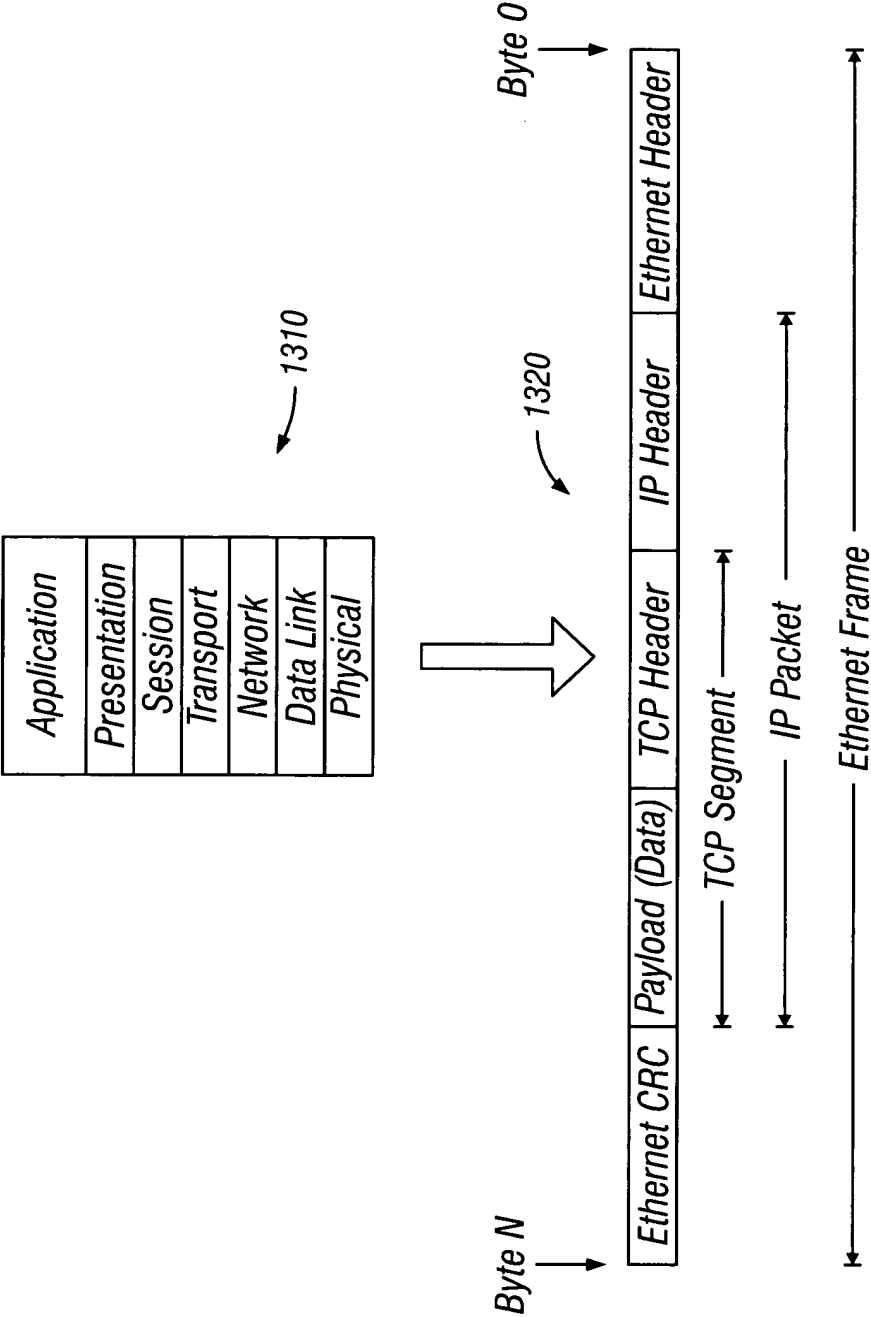 Application
Presentation
Session
Transport
Network
Data Link
Physical
1310
1320
Byte N
Byte 0
Ethernet CRC
Payload (Data)
TCP Header
IP Header
Ethernet Header
TCP Segment
IP Packet
Ethernet Frame